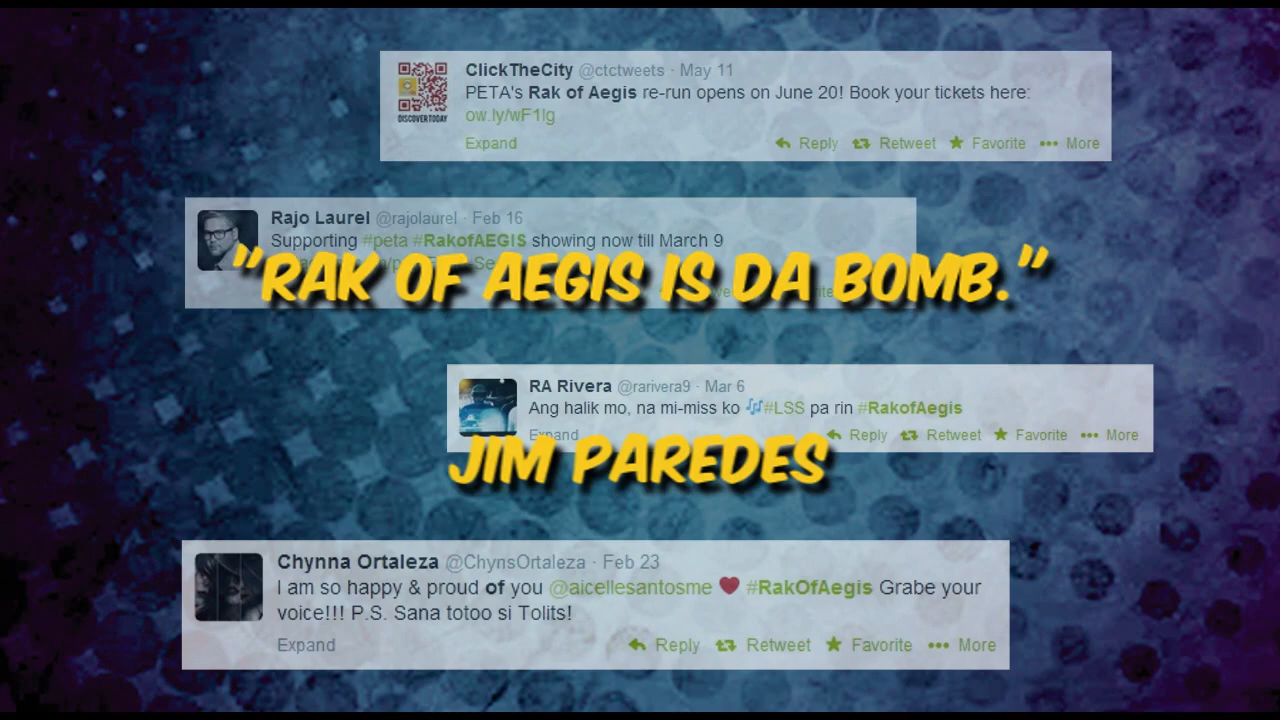 ClickTheCity @ctctweets · May 11
PETA's Rak of Aegis re-run opens on June 20! Book your tickets here:
ow.ly/wF1lg
DISCOVERTODAY
Expand Reply Retweet Favorite More
Rajo Laurel @rajolaurel · Feb 16
Supporting #peta #RakofAEGIS showing now till March 9
"RAK OF AEGIS IS DA BOMB."
RA Rivera @rarivera9 · Mar 6
Ang halik mo, na mi-miss ko 🎶#LSS pa rin #RakofAegis
Expand Reply Retweet Favorite More
JIM PAREDES
Chynna Ortaleza @ChynsOrtaleza · Feb 23
I am so happy & proud of you @aicellesantosme ❤ #RakOfAegis Grabe your
voice!!! P.S. Sana totoo si Tolits!
Expand Reply Retweet Favorite More